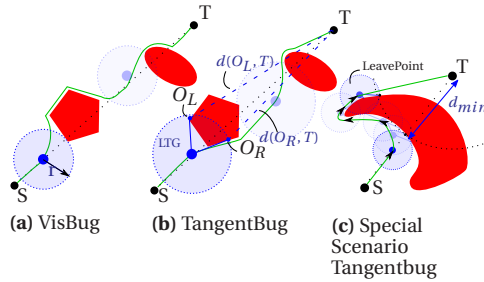 T
T
LeavePoint
T
d(O_L, T)
d_min
O_L
LTG
O_R
d(O_R, T)
r
S
S
S
(a) VisBug
(b) TangentBug
(c) Special
Scenario
Tangentbug